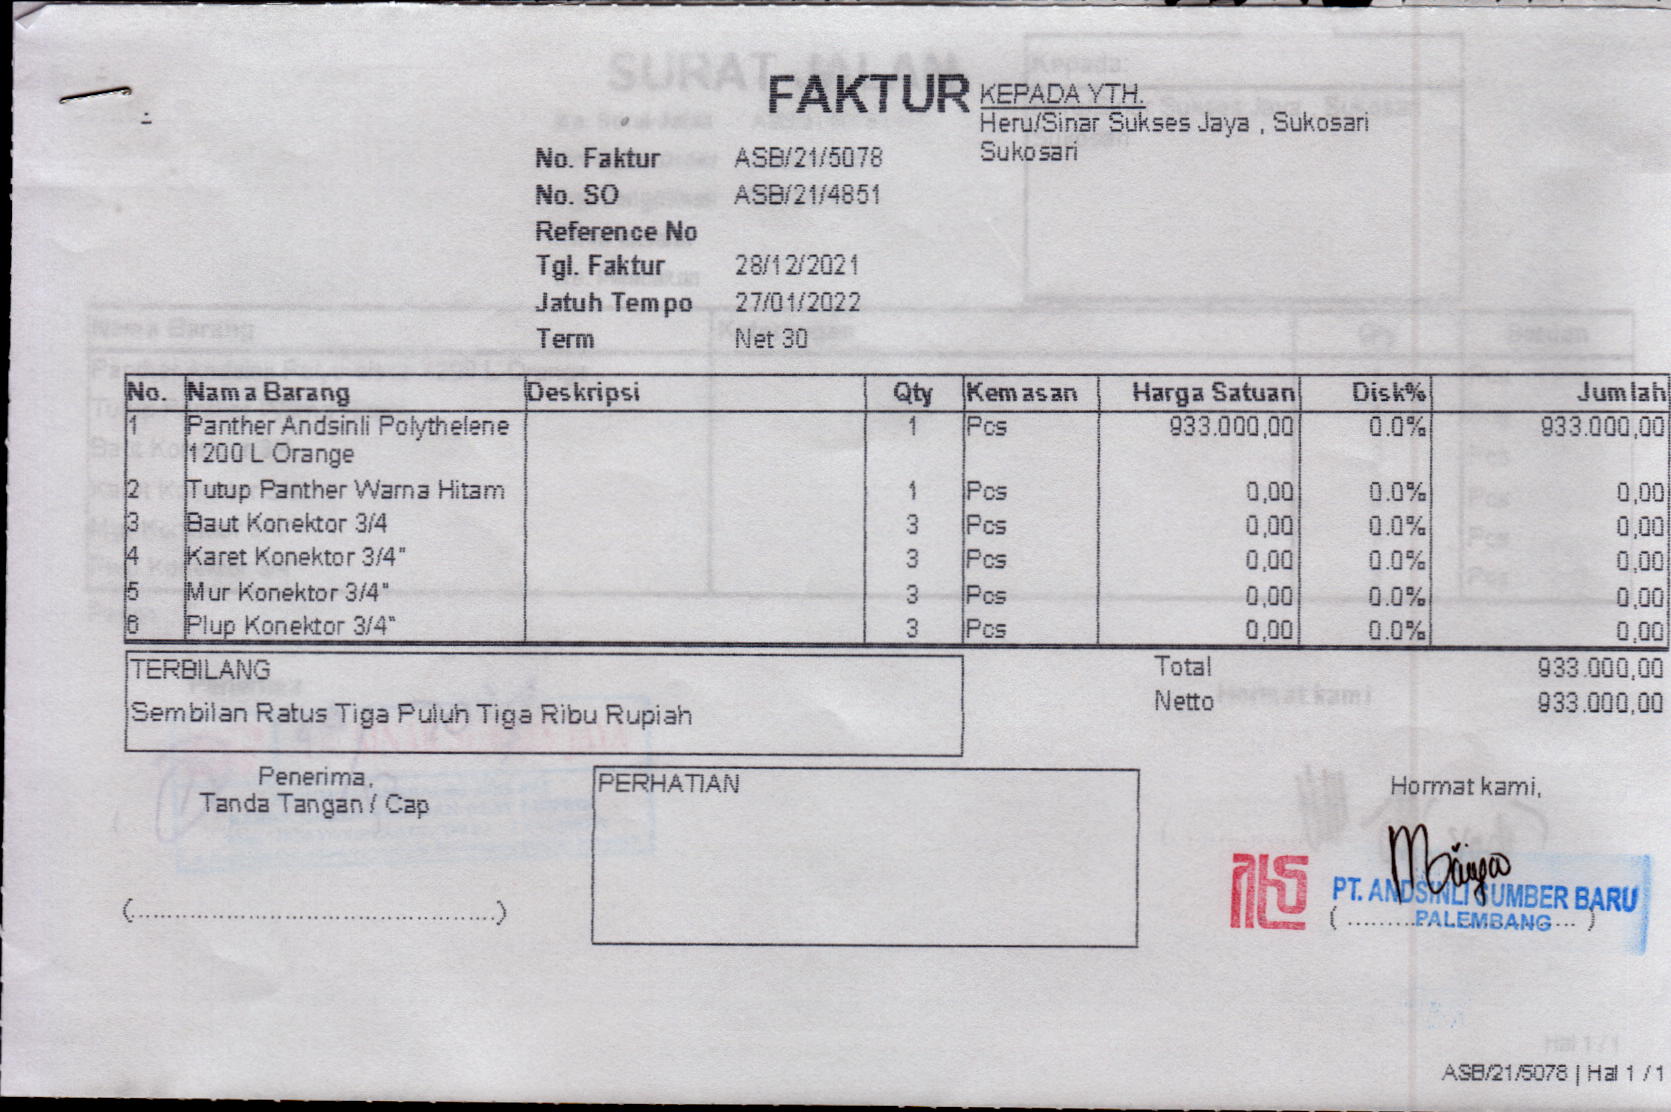 FAKTUR
KEPADA YTH.
Heru/Sinar Sukses Jaya , Sukosari
Sukosari
No. Faktur ASB/21/5078
No. SO ASB/21/4851
Reference No
Tgl. Faktur 28/12/2021
Jatuh Tempo 27/01/2022
Term Net 30
No. Nama Barang Deskripsi Qty Kemasan Harga Satuan Disk% Jumlah
1 Panther Andsinli Polythelene 1 Pcs 933.000,00 0.0% 933.000,00
1200 L Orange
2 Tutup Panther Warna Hitam 1 Pcs 0,00 0.0% 0,00
3 Baut Konektor 3/4 3 Pcs 0,00 0.0% 0,00
4 Karet Konektor 3/4" 3 Pcs 0,00 0.0% 0,00
5 Mur Konektor 3/4" 3 Pcs 0,00 0.0% 0,00
6 Plup Konektor 3/4" 3 Pcs 0,00 0.0% 0,00
TERBILANG
Sembilan Ratus Tiga Puluh Tiga Ribu Rupiah
Total 933.000,00
Netto 933.000,00
Penerima,
Tanda Tangan / Cap
(................................................)
PERHATIAN
Hormat kami,
PT. ANDSINLI SUMBER BARU
PALEMBANG
ASB/21/5078 | Hal 1 / 1